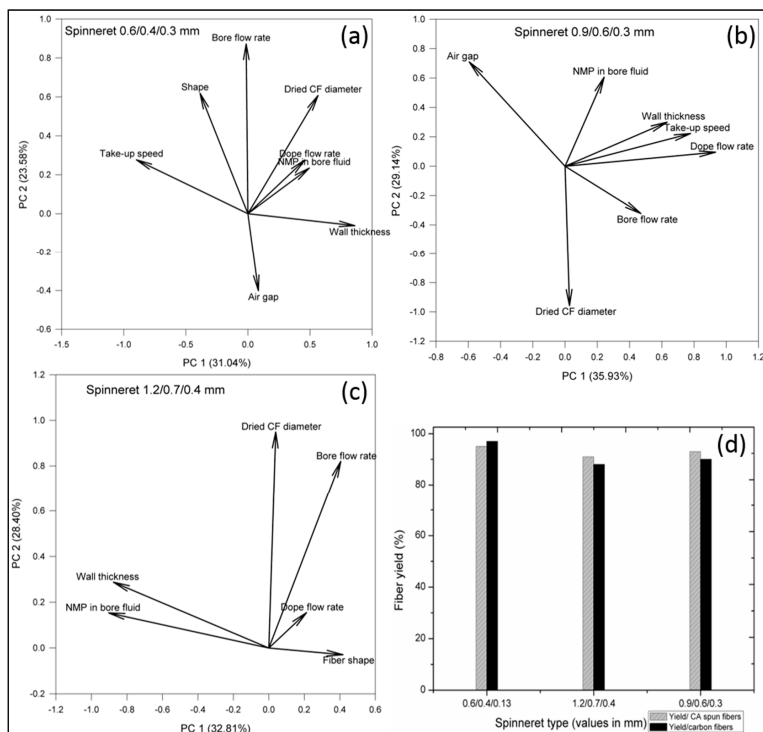 Spinneret 0.6/0.4/0.3 mm
(a)
Bore flow rate
Shape
Dried CF diameter
Take-up speed
Dope flow rate
NMP in bore fluid
Wall thickness
Air gap
PC 2 (23.58%)
1.0
0.8
0.6
0.4
0.2
0.0
-0.2
-0.4
-0.6
-1.5
-1.0
-0.5
0.0
0.5
1.0
PC 1 (31.04%)
Spinneret 0.9/0.6/0.3 mm
(b)
Air gap
NMP in bore fluid
Wall thickness
Take-up speed
Dope flow rate
Bore flow rate
Dried CF diameter
PC 2 (29.14%)
1.0
0.8
0.6
0.4
0.2
0.0
-0.2
-0.4
-0.6
-0.8
-1.0
-1.2
-0.8
-0.6
-0.4
-0.2
0.0
0.2
0.4
0.6
0.8
1.0
1.2
PC 1 (35.93%)
Spinneret 1.2/0.7/0.4 mm
(c)
Dried CF diameter
Bore flow rate
Wall thickness
NMP in bore fluid
Dope flow rate
Fiber shape
PC 2 (28.40%)
1.2
1.0
0.8
0.6
0.4
0.2
0.0
-0.2
-1.0
-0.8
-0.6
-0.4
-0.2
0.0
0.2
0.4
0.6
PC 1 (32.81%)
(d)
Fiber yield (%)
100
80
60
40
20
0
0.6/0.4/0.13
1.2/0.7/0.4
0.9/0.6/0.3
Spinneret type (values in mm)
Yield/ CA spun fibers
Yield/carbon fibers